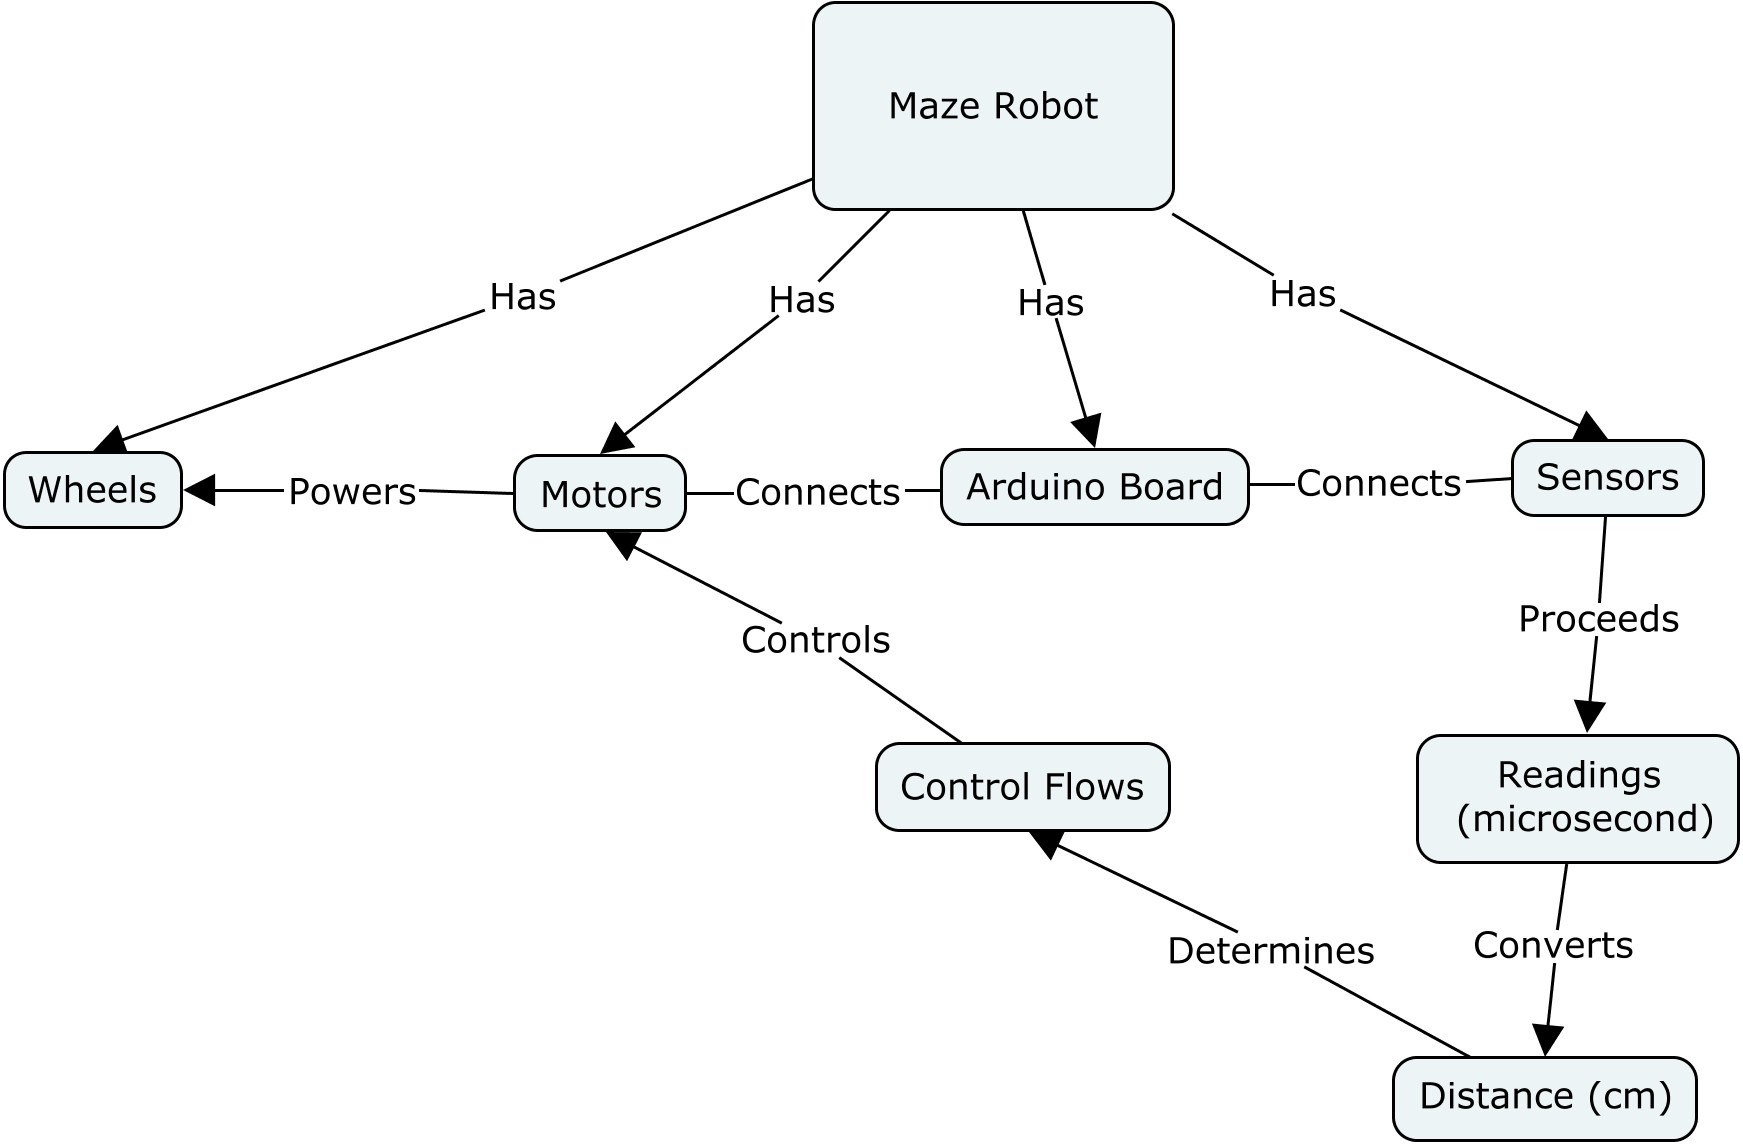 Maze Robot
Has
Has
Has
Has
Wheels
Powers
Motors
Connects
Arduino Board
Connects
Sensors
Proceeds
Controls
Control Flows
Readings
(microsecond)
Determines
Converts
Distance (cm)